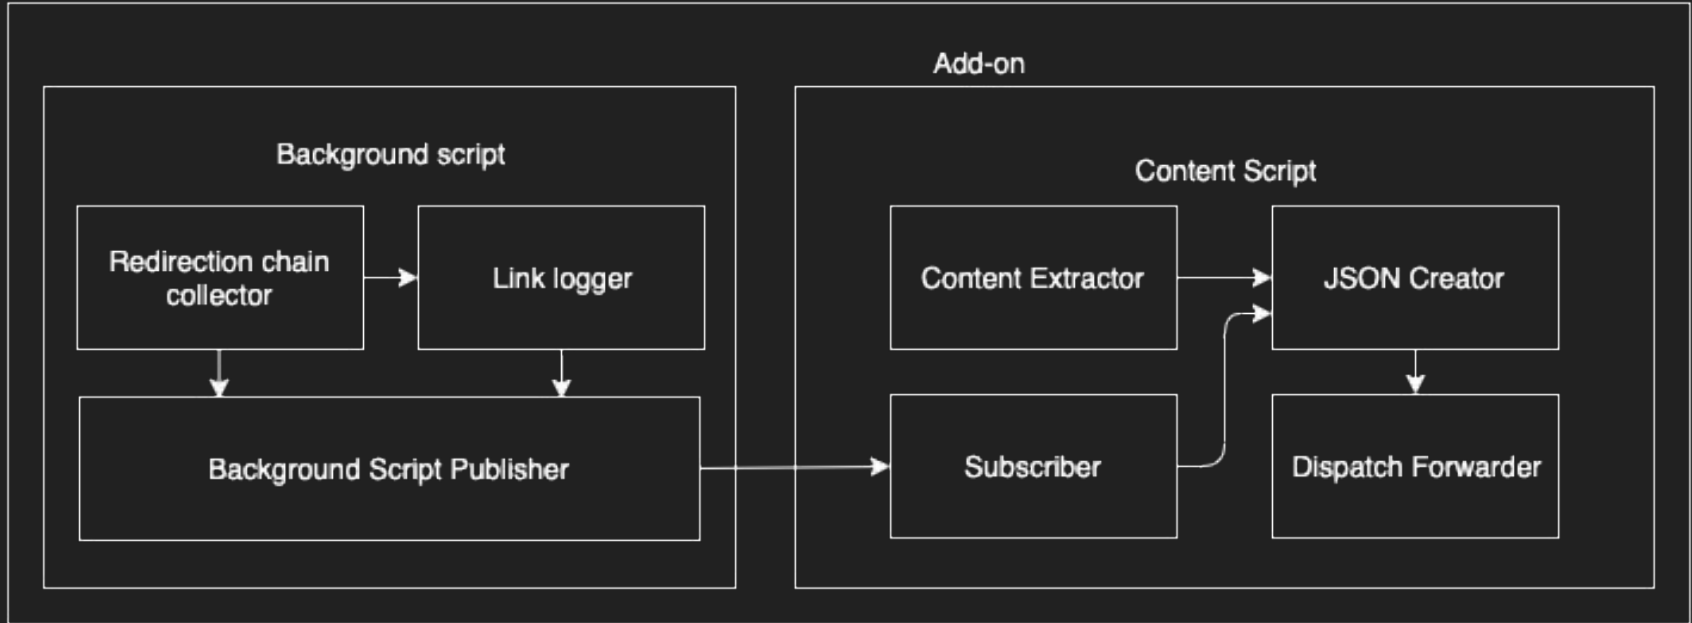 Add-on
Background script
Redirection chain
collector
Link logger
Background Script Publisher
Content Script
Content Extractor
JSON Creator
Subscriber
Dispatch Forwarder